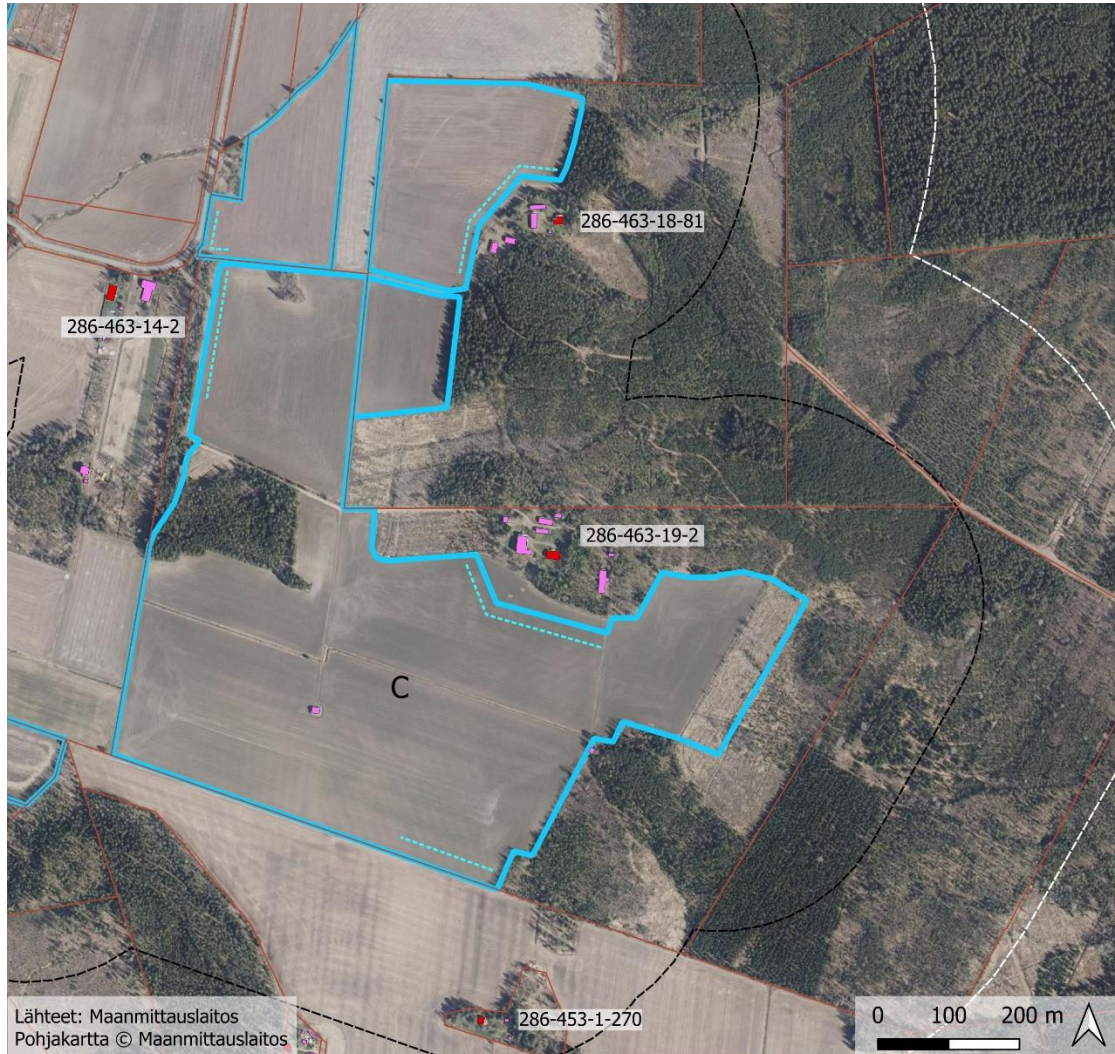 286-463-18-81
286-463-14-2
286-463-19-2
C
286-453-1-270
Lähteet: Maanmittauslaitos
Pohjakartta © Maanmittauslaitos
0 100 200 m